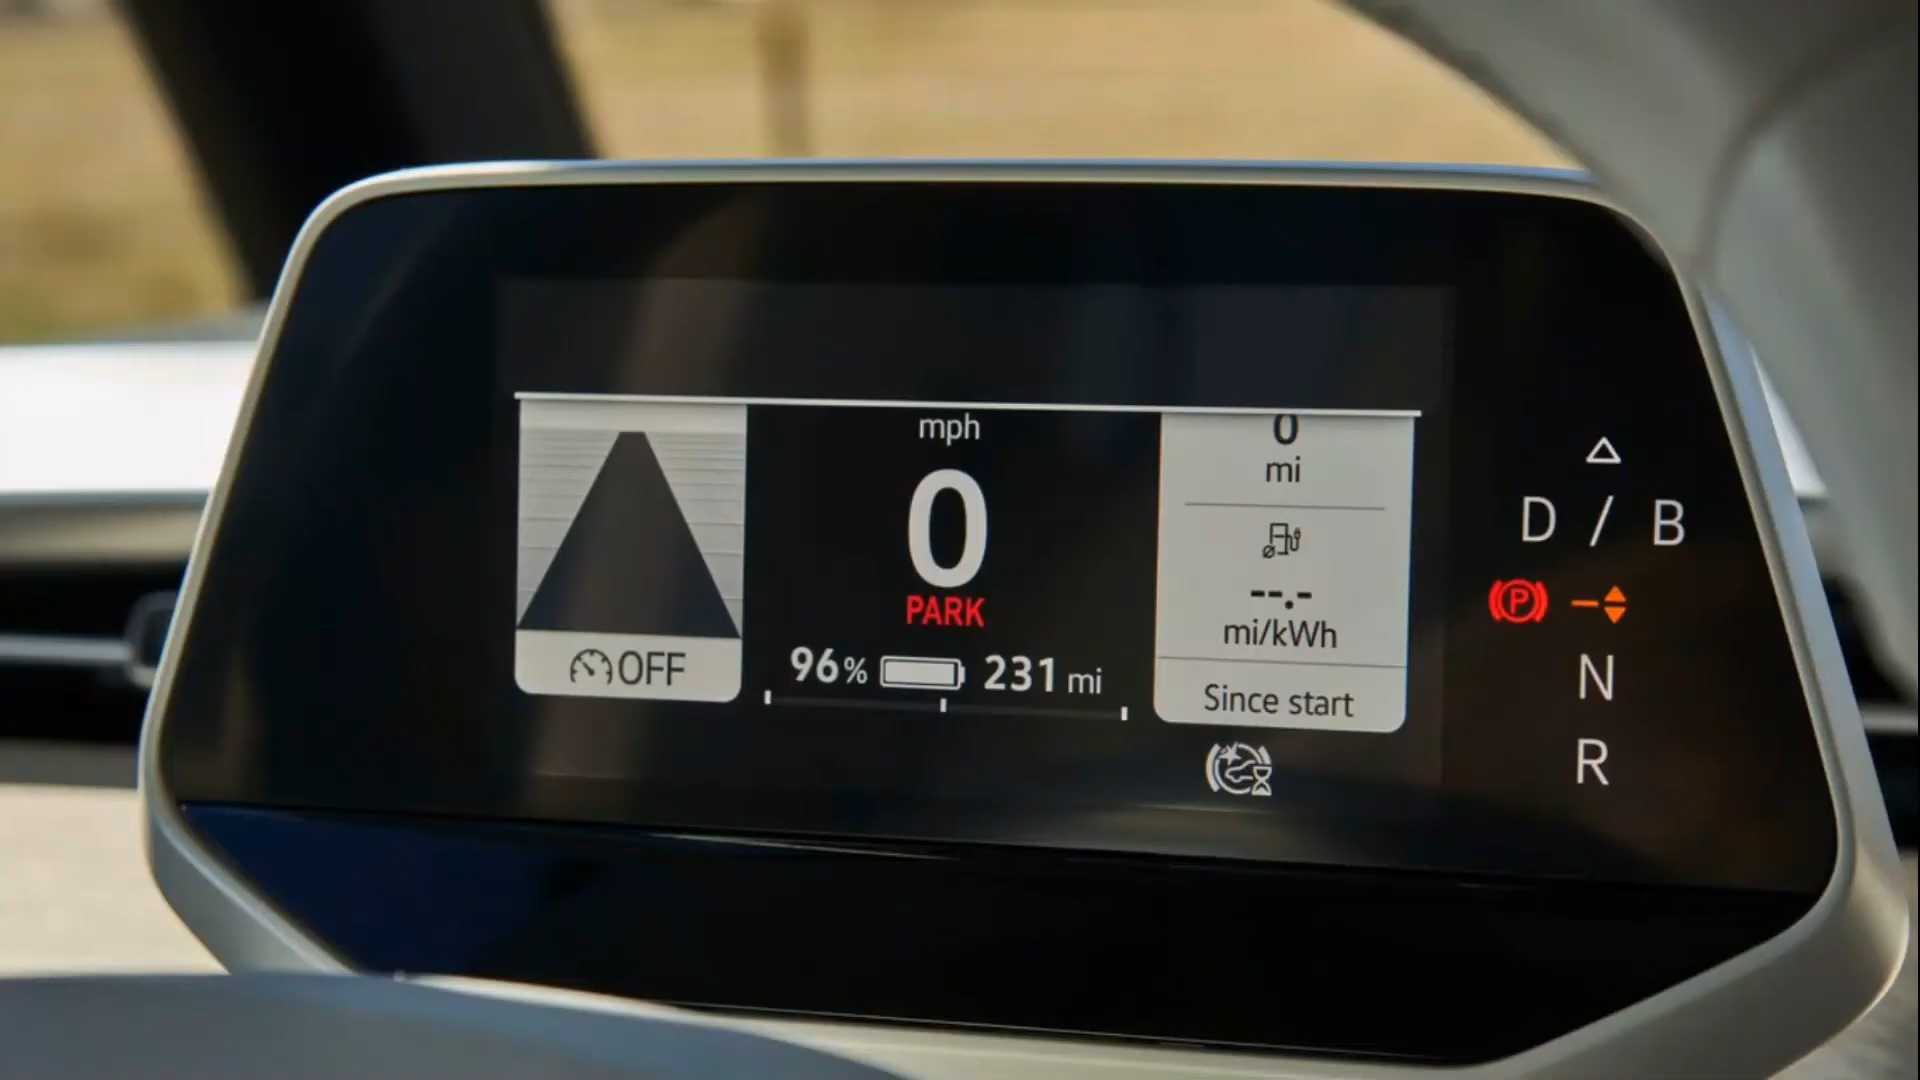 mph
0
PARK
96% 231 mi
OFF
0
mi
--.-
mi/kWh
Since start
D / B
P
N
R